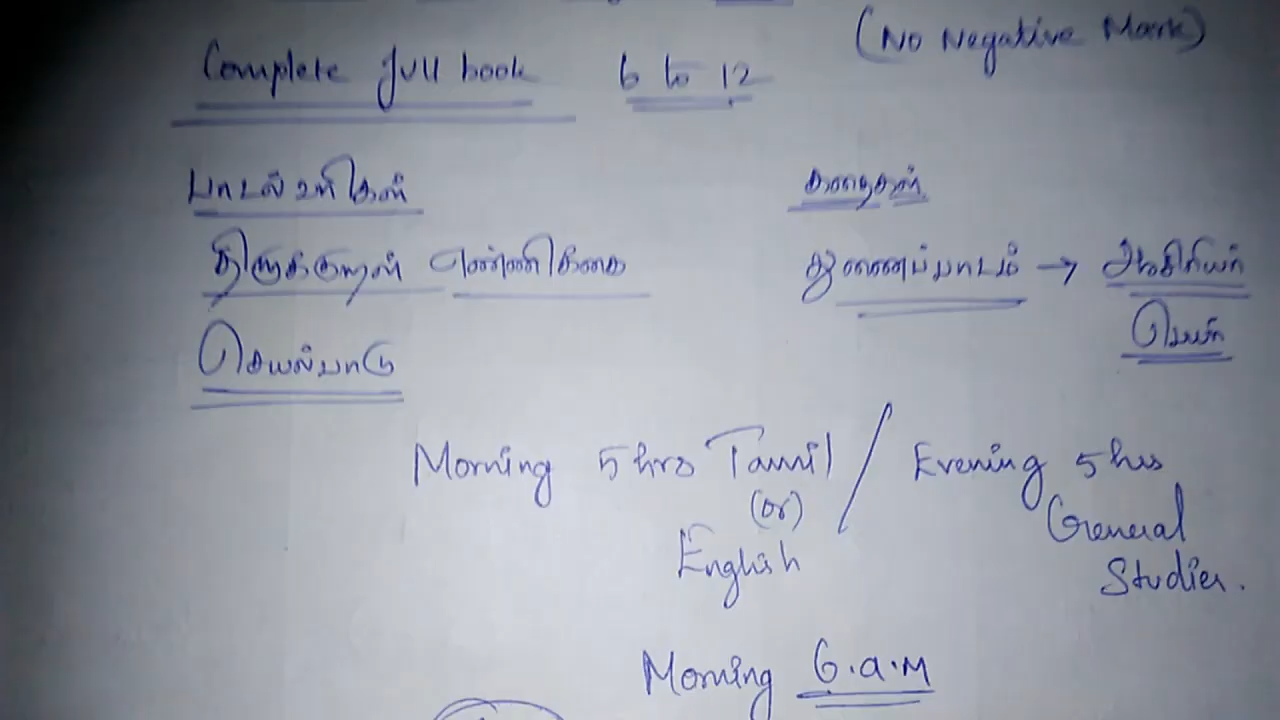 (No Negative Mark)
Complete full book 6 to 12
பாடல் வரிகள்
கதைகள்
திருக்குறள் எண்ணிக்கை
துணைப்பாடம் → ஆசிரியர்
பெயர்
செயல்பாடு
Morning 5 hrs Tamil / Evening 5 hrs
(or)
General
English
Studies.
Morning 6.a.m